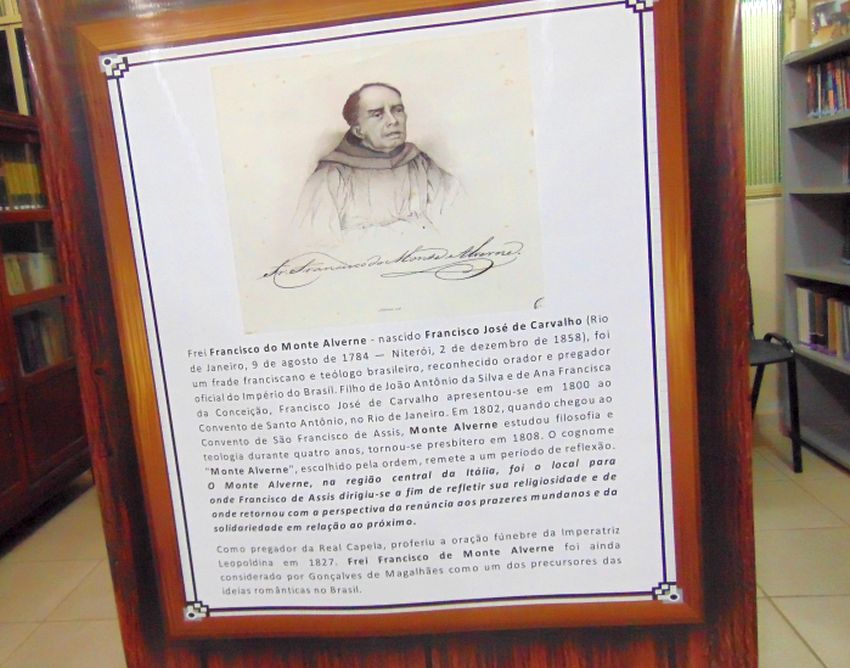 Fr. Francisco do Monte Alverne.
Frei Francisco do Monte Alverne - nascido Francisco José de Carvalho (Rio
de Janeiro, 9 de agosto de 1784 — Niterói, 2 de dezembro de 1858), foi
um frade franciscano e teólogo brasileiro, reconhecido orador e pregador
oficial do Império do Brasil. Filho de João Antônio da Silva e de Ana Francisca
da Conceição, Francisco José de Carvalho apresentou-se em 1800 ao
Convento de Santo Antônio, no Rio de Janeiro. Em 1802, quando chegou ao
Convento de São Francisco de Assis, Monte Alverne estudou filosofia e
teologia durante quatro anos, tornou-se presbítero em 1808. O cognome
"Monte Alverne", escolhido pela ordem, remete a um período de reflexão.
O Monte Alverne, na região central da Itália, foi o local para
onde Francisco de Assis dirigiu-se a fim de refletir sua religiosidade e de
onde retornou com a perspectiva da renúncia aos prazeres mundanos e da
solidariedade em relação ao próximo.
Como pregador da Real Capela, proferiu a oração fúnebre da Imperatriz
Leopoldina em 1827. Frei Francisco de Monte Alverne foi ainda
considerado por Gonçalves de Magalhães como um dos precursores das
ideias românticas no Brasil.